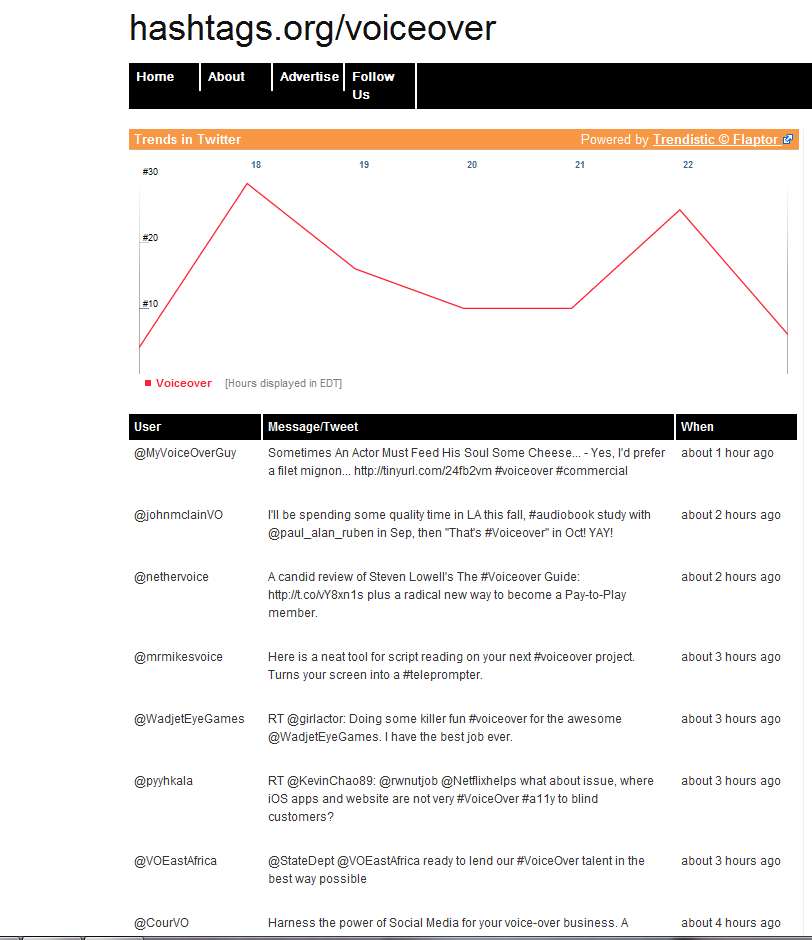 hashtags.org/voiceover
Home About Advertise Follow
Us
Trends in Twitter Powered by Trendistic © Flaptor
18 19 20 21 22
#30
#20
#10
Voiceover [Hours displayed in EDT]
User Message/Tweet When
@MyVoiceOverGuy Sometimes An Actor Must Feed His Soul Some Cheese... - Yes, I'd prefer about 1 hour ago
a filet mignon... http://tinyurl.com/24fb2vm #voiceover #commercial
@johnmclainVO I'll be spending some quality time in LA this fall, #audiobook study with about 2 hours ago
@paul_alan_ruben in Sep, then "That's #Voiceover" in Oct! YAY!
@nethervoice A candid review of Steven Lowell's The #Voiceover Guide: about 2 hours ago
http://t.co/vY8xn1s plus a radical new way to become a Pay-to-Play
member.
@mrmikesvoice Here is a neat tool for script reading on your next #voiceover project. about 3 hours ago
Turns your screen into a #teleprompter.
@WadjetEyeGames RT @girlactor: Doing some killer fun #voiceover for the awesome about 3 hours ago
@WadjetEyeGames. I have the best job ever.
@pyyhkala RT @KevinChao89: @rwnutjob @Netflixhelps what about issue, where about 3 hours ago
iOS apps and website are not very #VoiceOver #a11y to blind
customers?
@VOEastAfrica @StateDept @VOEastAfrica ready to lend our #VoiceOver talent in the about 3 hours ago
best way possible
@CourVO Harness the power of Social Media for your voice-over business. A about 4 hours ago